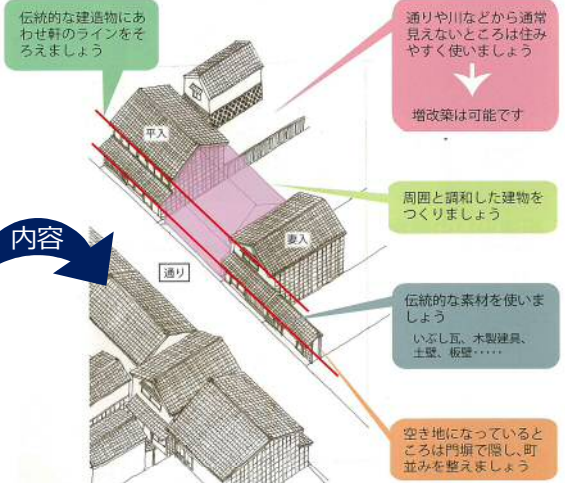 伝統的な建造物にあ
わせ軒のラインをそ
ろえましょう
通りや川などから通常
見えないところは住み
やすく使いましょう
増改築は可能です
平入
周囲と調和した建物を
つくりましょう
内容
妻入
通り
伝統的な素材を使いま
しょう
いぶし瓦、木製建具、
土壁、板壁‥‥‥
空き地になっていると
ころは門塀で隠し、町
並みを整えましょう